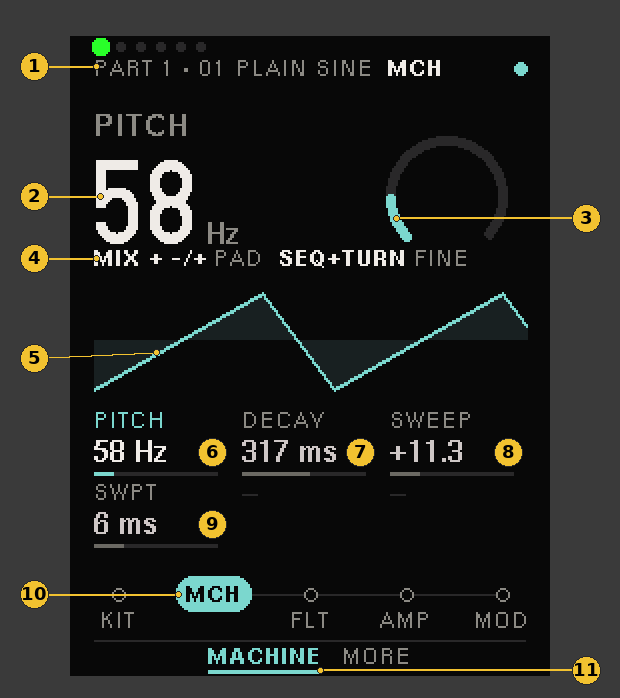 1 PART 1 · 01 PLAIN SINE MCH
PITCH
2 58 Hz 3
4 MIX + -/+ PAD SEQ+TURN FINE
5
PITCH DECAY SWEEP
58 Hz 6 317 ms 7 +11.3 8
SWPT — —
6 ms 9
10 MCH
KIT FLT AMP MOD
MACHINE MORE
11